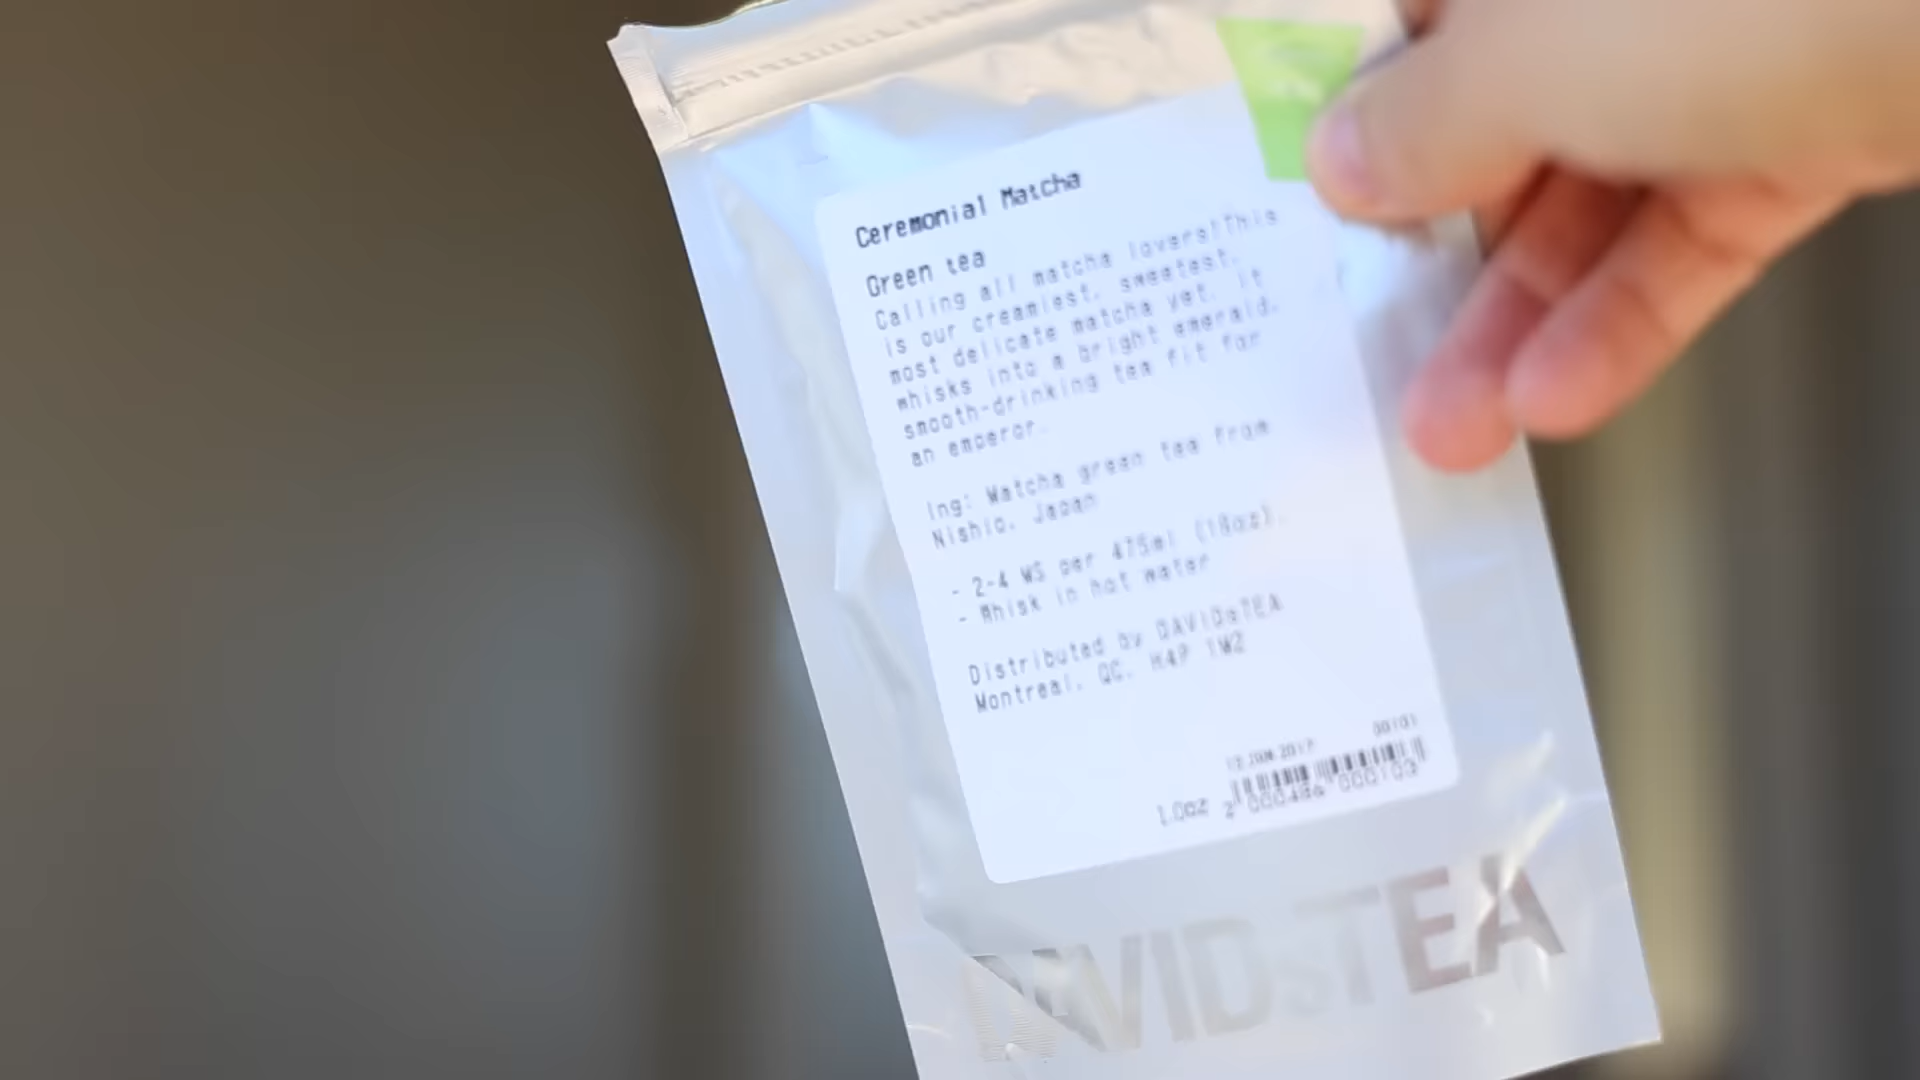 Ceremonial Matcha
Green tea
Calling all matcha lovers!This
is our creamiest, sweetest,
most delicate matcha yet. It
whisks into a bright emerald,
smooth-drinking tea fit for
an emperor.
Ing: Matcha green tea from
Nishio, Japan
- 2-4 MS per 475ml (16oz).
- Whisk in hot water
Distributed by DAVIDsTEA
Montreal, QC, H4P 1W2
2017
1.0oz
DAVIDsTEA